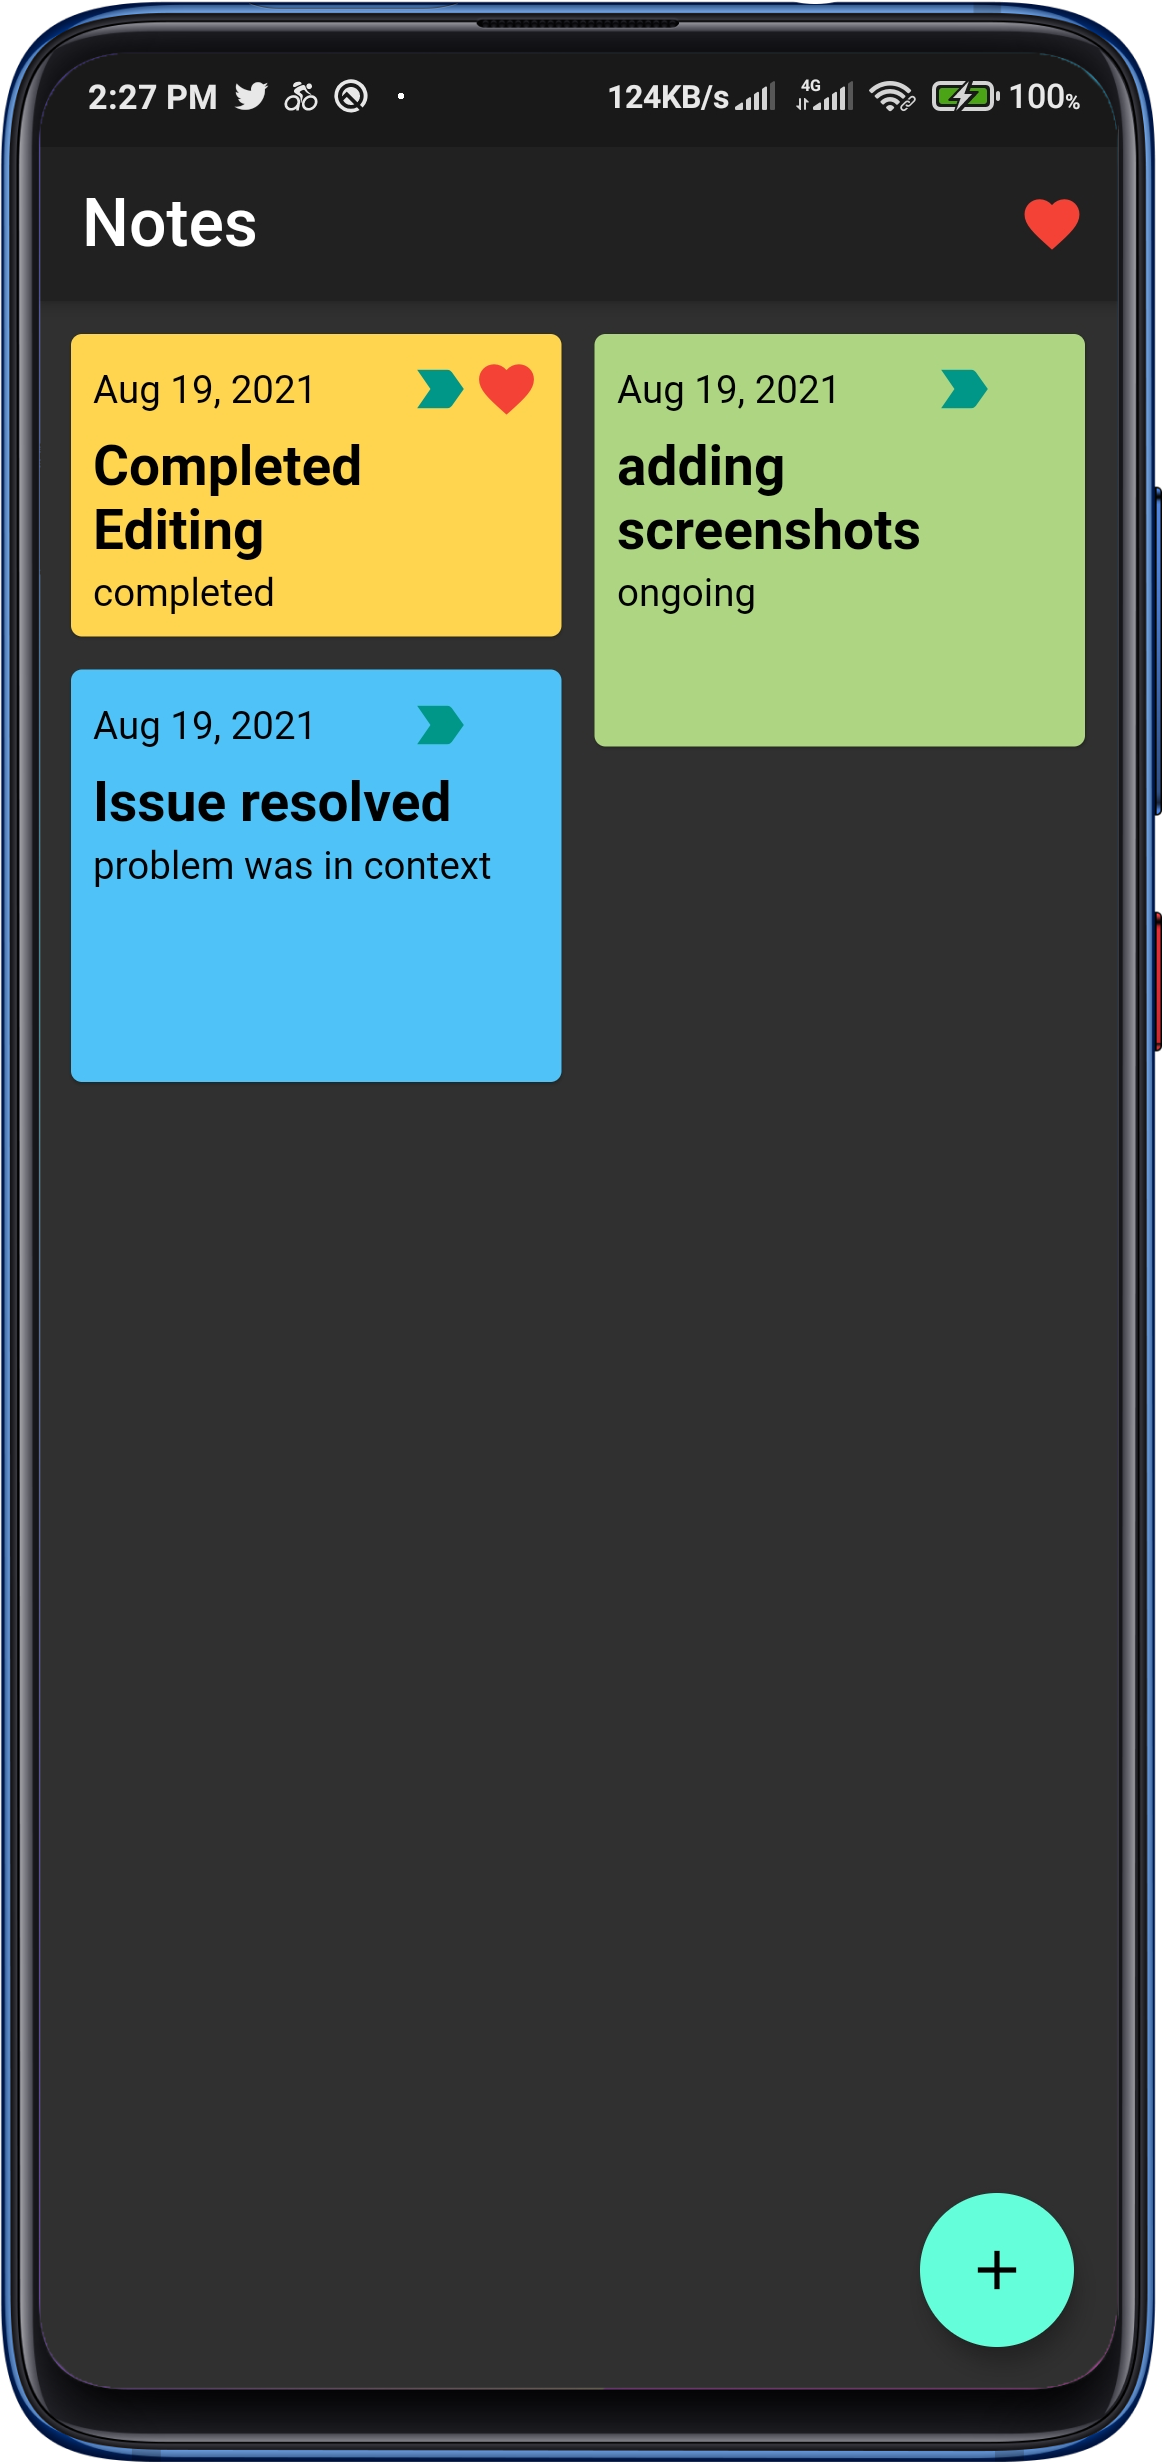 2:27 PM 124KB/s 4G 100%
Notes
Aug 19, 2021
Completed
Editing
completed
Aug 19, 2021
adding
screenshots
ongoing
Aug 19, 2021
Issue resolved
problem was in context